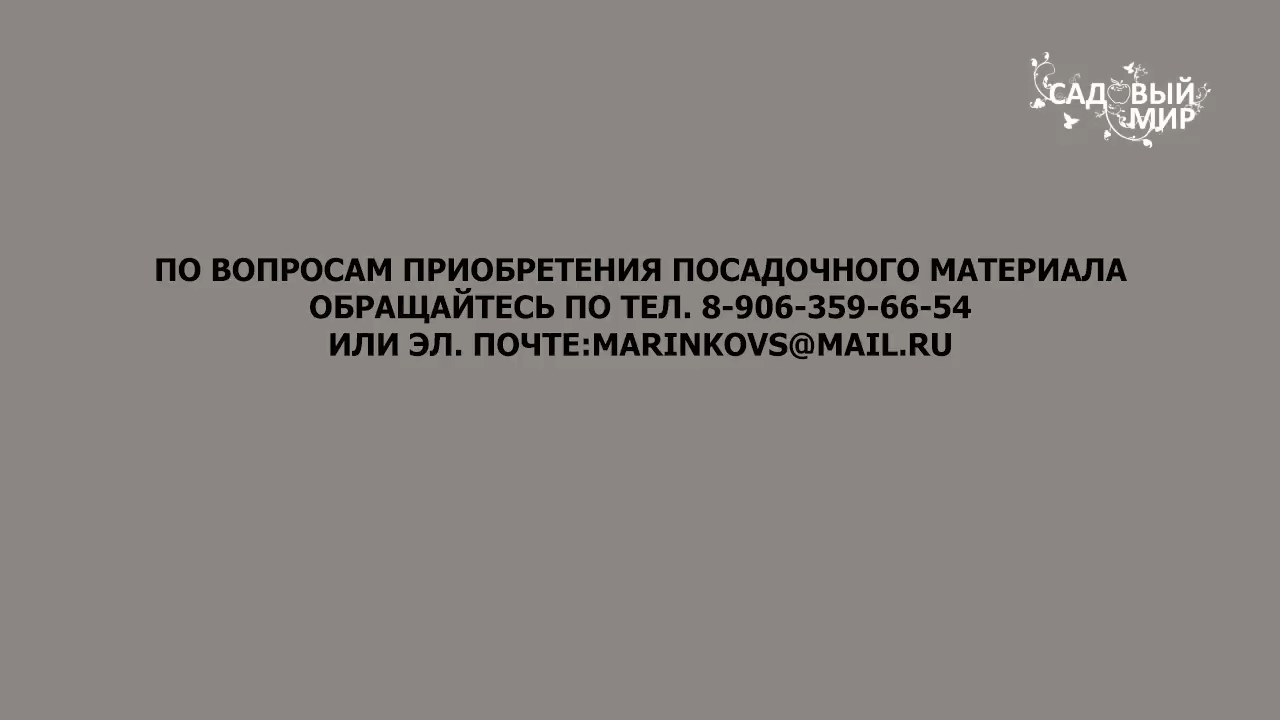 САДОВЫЙ
МИР
ПО ВОПРОСАМ ПРИОБРЕТЕНИЯ ПОСАДОЧНОГО МАТЕРИАЛА
ОБРАЩАЙТЕСЬ ПО ТЕЛ. 8-906-359-66-54
ИЛИ ЭЛ. ПОЧТЕ:MARINKOVS@MAIL.RU